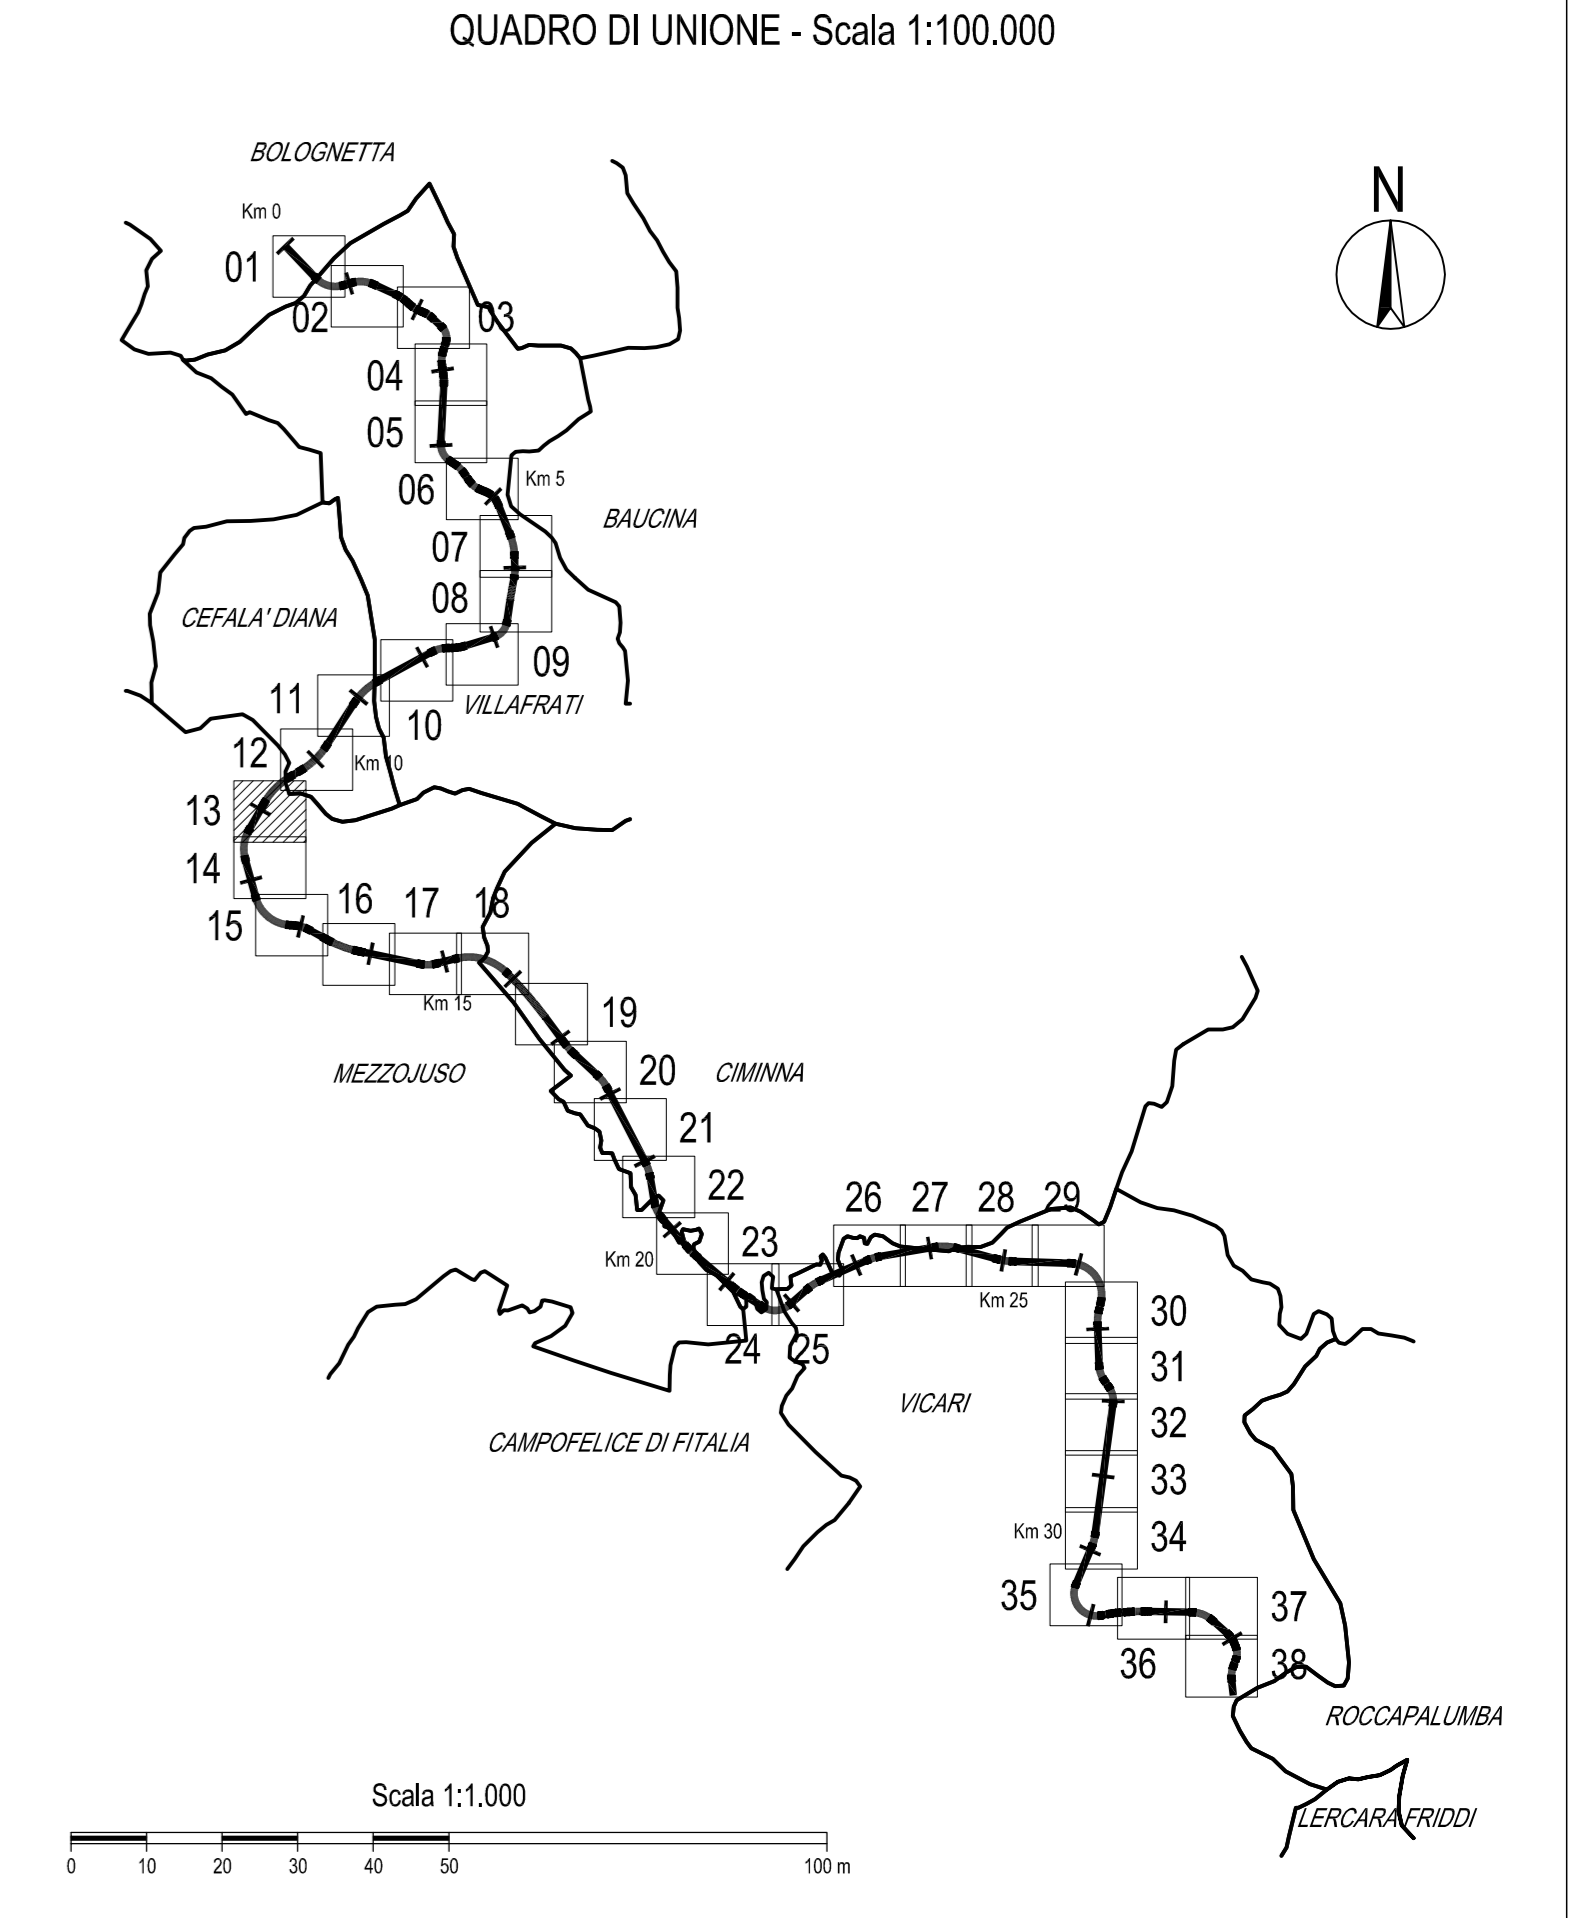 QUADRO DI UNIONE - Scala 1:100.000
BOLOGNETTA
N
Km 0
01
02
03
04
05
06
Km 5
BAUCINA
07
08
CEFALA' DIANA
09
11
VILLAFRATI
10
12
Km 10
13
14
15
16
17
18
Km 15
19
MEZZOJUSO
20
CIMINNA
21
22
26
27
28
29
23
Km 20
Km 25
30
24
25
31
VICARI
32
CAMPOFELICE DI FITALIA
33
Km 30
34
35
37
36
38
ROCCAPALUMBA
LERCARA FRIDDI
Scala 1:1.000
0 10 20 30 40 50 100 m